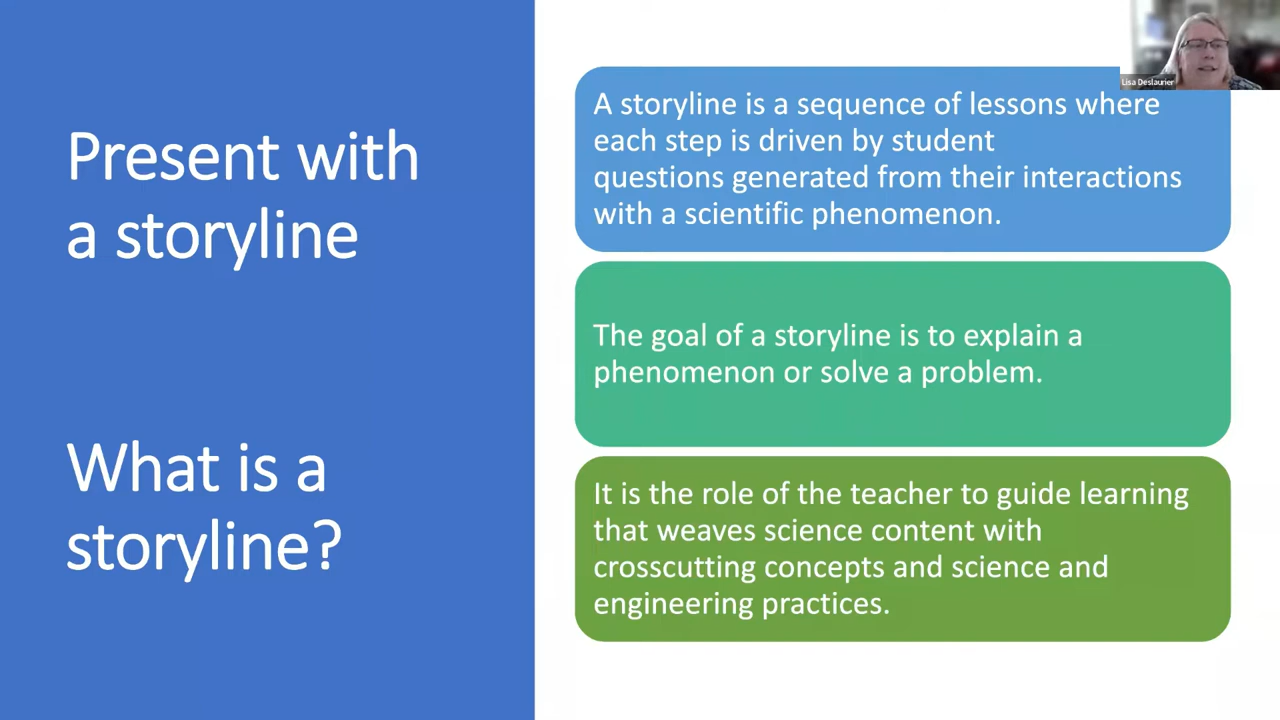 Present with
a storyline
What is a
storyline?
A storyline is a sequence of lessons where
each step is driven by student
questions generated from their interactions
with a scientific phenomenon.
The goal of a storyline is to explain a
phenomenon or solve a problem.
It is the role of the teacher to guide learning
that weaves science content with
crosscutting concepts and science and
engineering practices.
Lisa Deslaurier